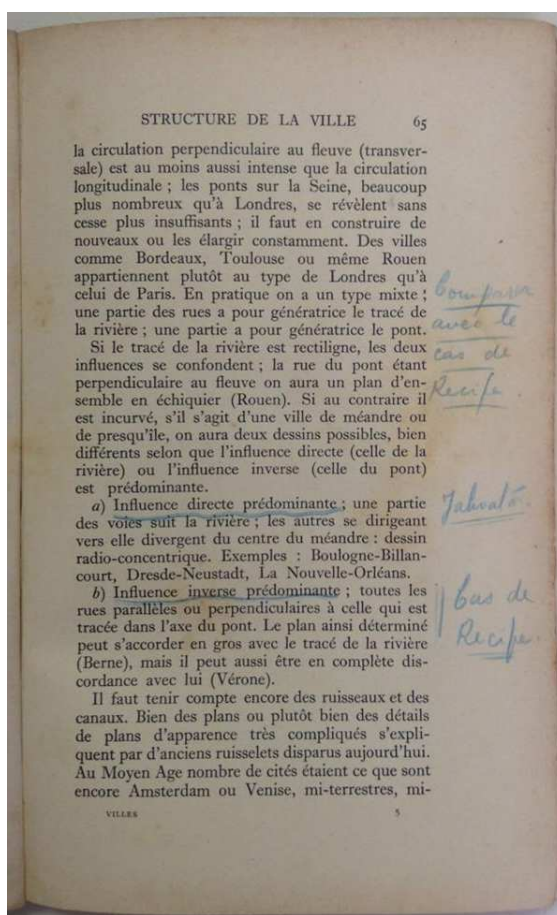 STRUCTURE DE LA VILLE 65
la circulation perpendiculaire au fleuve (transver-
sale) est au moins aussi intense que la circulation
longitudinale ; les ponts sur la Seine, beaucoup
plus nombreux qu'à Londres, se révèlent sans
cesse plus insuffisants ; il faut en construire de
nouveaux ou les élargir constamment. Des villes
comme Bordeaux, Toulouse ou même Rouen
appartiennent plutôt au type de Londres qu'à
celui de Paris. En pratique on a un type mixte ;
une partie des rues a pour génératrice le tracé de
la rivière ; une partie a pour génératrice le pont.
Si le tracé de la rivière est rectiligne, les deux
influences se confondent ; la rue du pont étant
perpendiculaire au fleuve on aura un plan d'en-
semble en échiquier (Rouen). Si au contraire il
est incurvé, s'il s'agit d'une ville de méandre ou
de presqu'île, on aura deux dessins possibles, bien
différents selon que l'influence directe (celle de la
rivière) ou l'influence inverse (celle du pont)
est prédominante.
a) Influence directe prédominante ; une partie
des voies suit la rivière ; les autres se dirigeant
vers elle divergent du centre du méandre : dessin
radio-concentrique. Exemples : Boulogne-Billan-
court, Dresde-Neustadt, La Nouvelle-Orléans.
b) Influence inverse prédominante ; toutes les
rues parallèles ou perpendiculaires à celle qui est
tracée dans l'axe du pont. Le plan ainsi déterminé
peut s'accorder en gros avec le tracé de la rivière
(Berne), mais il peut aussi être en complète dis-
cordance avec lui (Vérone).
Il faut tenir compte encore des ruisseaux et des
canaux. Bien des plans ou plutôt bien des détails
de plans d'apparence très compliqués s'expli-
quent par d'anciens ruisselets disparus aujourd'hui.
Au Moyen Age nombre de cités étaient ce que sont
encore Amsterdam ou Venise, mi-terrestres, mi-
VILLES 5
avec le
cas de
Recife
Cas de
Recife.